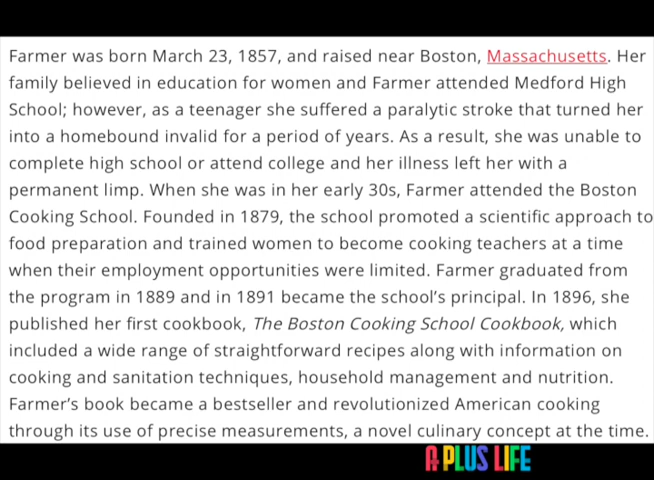 Farmer was born March 23, 1857, and raised near Boston, Massachusetts. Her
family believed in education for women and Farmer attended Medford High
School; however, as a teenager she suffered a paralytic stroke that turned her
into a homebound invalid for a period of years. As a result, she was unable to
complete high school or attend college and her illness left her with a
permanent limp. When she was in her early 30s, Farmer attended the Boston
Cooking School. Founded in 1879, the school promoted a scientific approach to
food preparation and trained women to become cooking teachers at a time
when their employment opportunities were limited. Farmer graduated from
the program in 1889 and in 1891 became the school's principal. In 1896, she
published her first cookbook, The Boston Cooking School Cookbook, which
included a wide range of straightforward recipes along with information on
cooking and sanitation techniques, household management and nutrition.
Farmer's book became a bestseller and revolutionized American cooking
through its use of precise measurements, a novel culinary concept at the time.
A PLUS LIFE